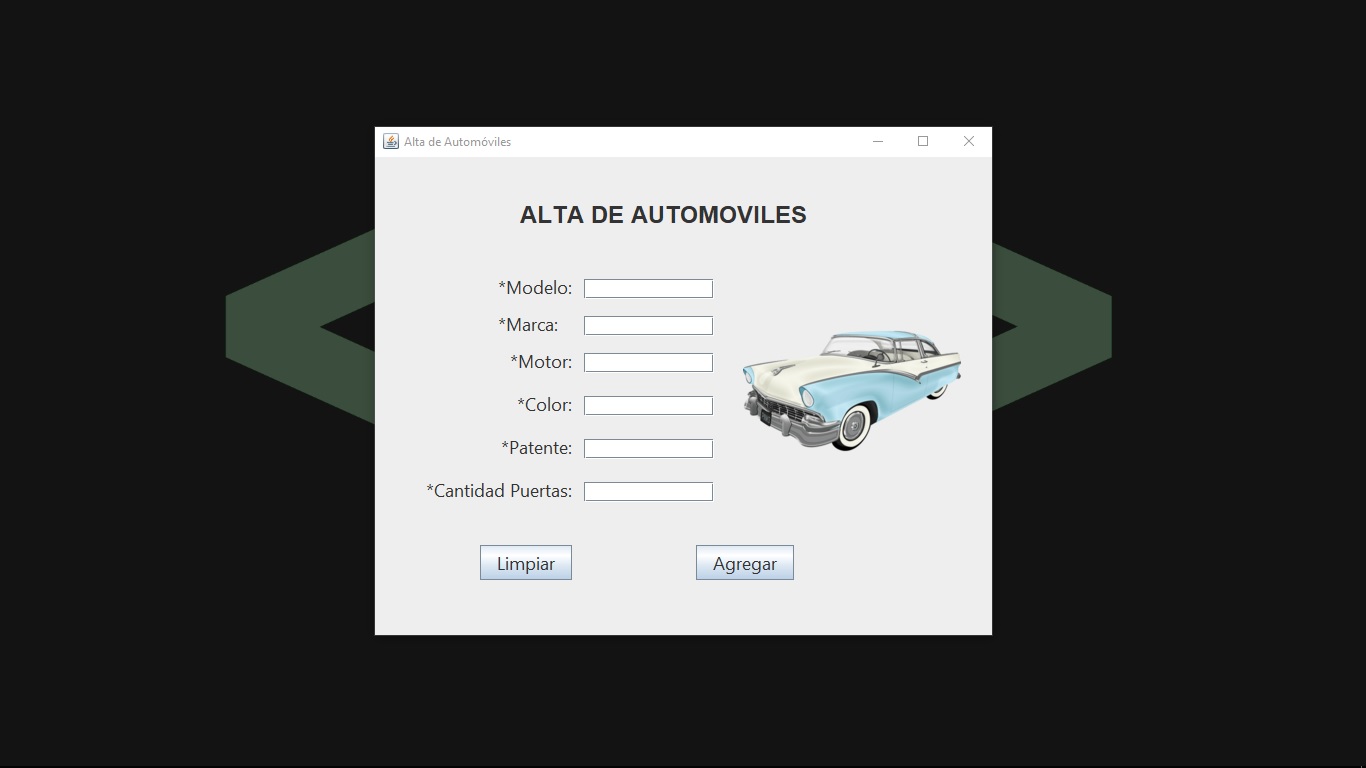 Alta de Automóviles
ALTA DE AUTOMOVILES
*Modelo:
*Marca:
*Motor:
*Color:
*Patente:
*Cantidad Puertas:
Limpiar Agregar